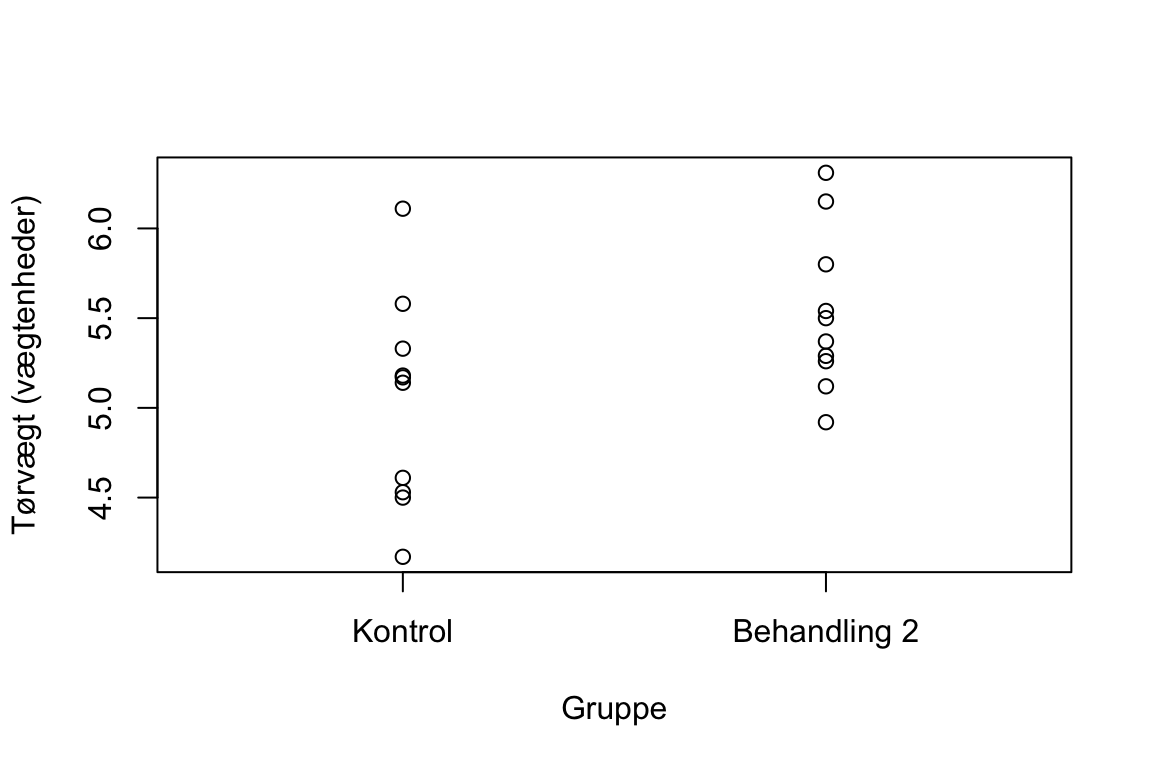 Tørvægt (vægtenheder)
6.0
5.5
5.0
4.5
Kontrol
Behandling 2
Gruppe